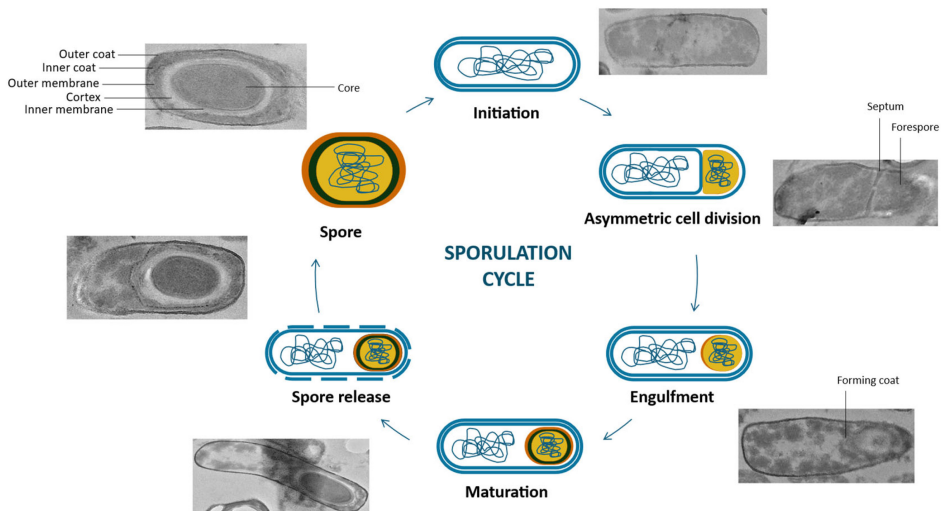 Outer coat
Inner coat
Outer membrane
Cortex
Inner membrane
Core
Initiation
Septum
Forespore
Asymmetric cell division
Spore
SPORULATION
CYCLE
Spore release
Engulfment
Forming coat
Maturation